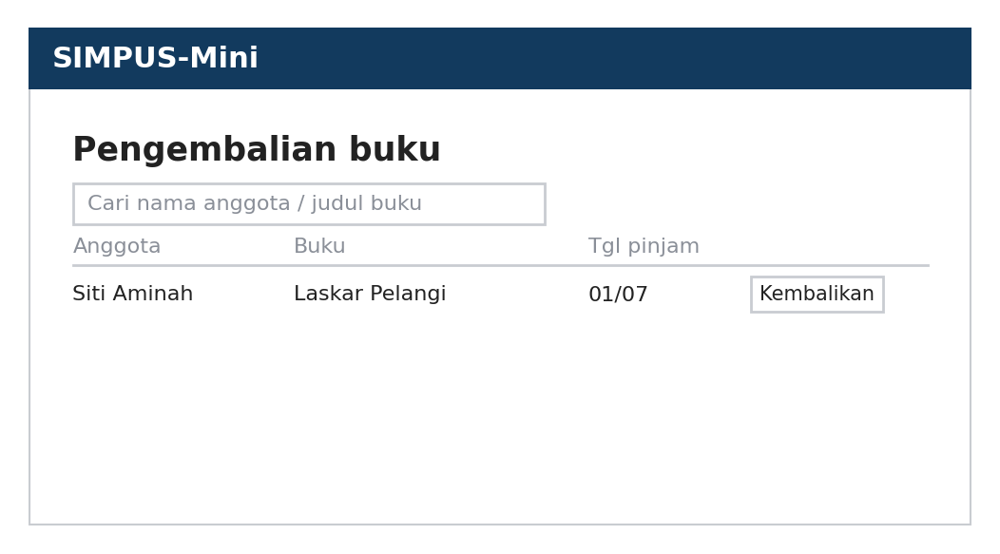 SIMPUS-Mini
Pengembalian buku
Cari nama anggota / judul buku
Anggota Buku Tgl pinjam
Siti Aminah Laskar Pelangi 01/07 Kembalikan